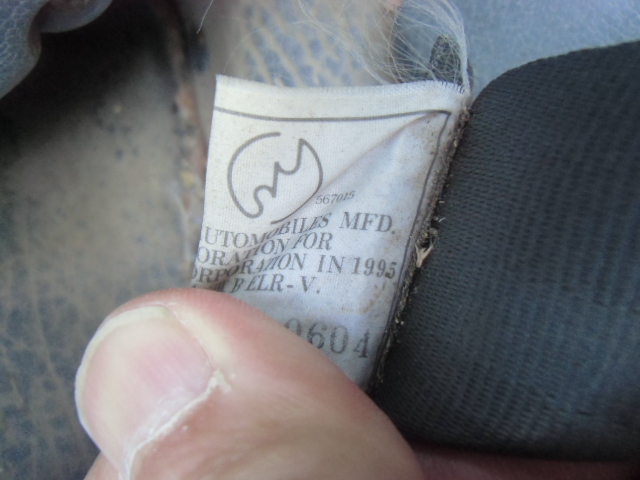 567015
UTOMOBILES MFD.
ORATION FOR
ORPORATION IN 1995
ELR-V.
0604